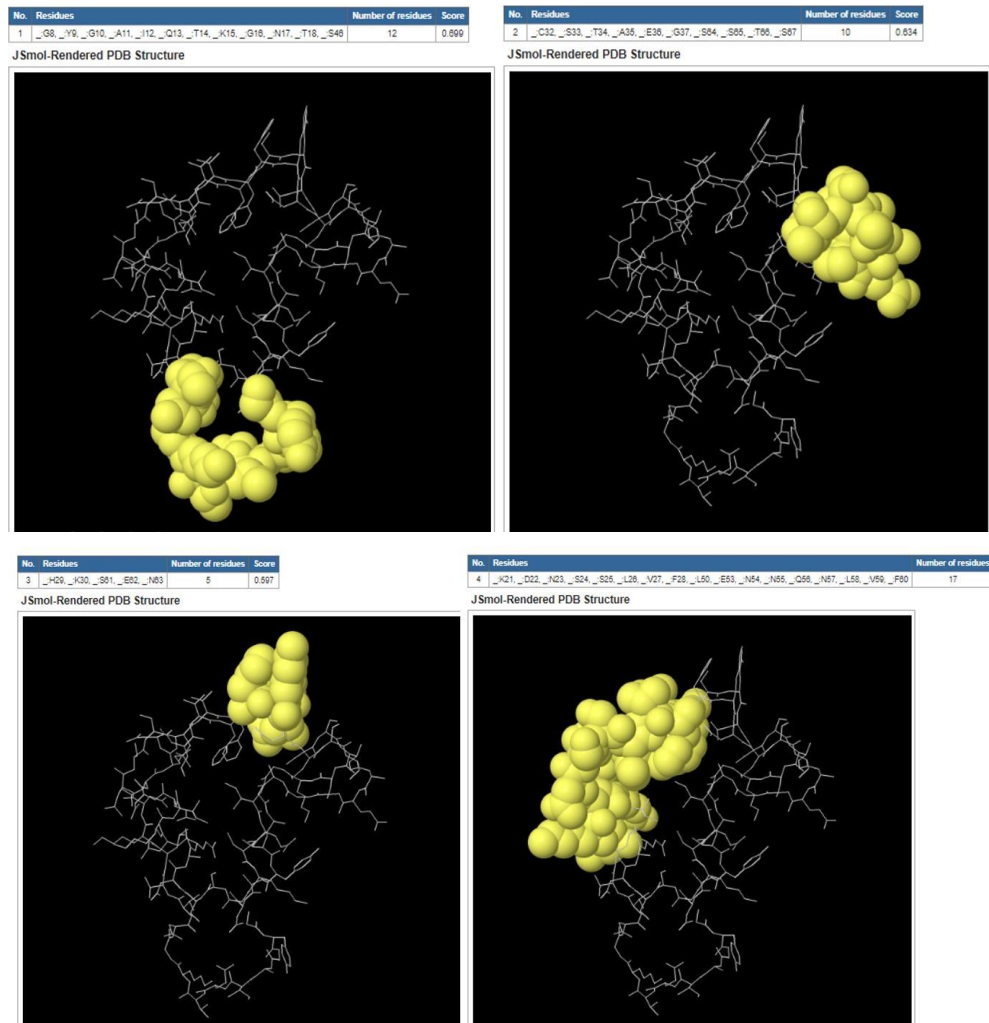 No. Residues Number of residues Score
1 _:G8, _:Y9, _:G10, _:A11, _:I12, _:Q13, _:T14, _:K15, _:G16, _:N17, _:T18, _:S46 12 0.699
JSmol-Rendered PDB Structure
No. Residues Number of residues Score
2 _:C32, _:S33, _:T34, _:A35, _:E36, _:G37, _:S64, _:S65, _:T66, _:S67 10 0.634
JSmol-Rendered PDB Structure
No. Residues Number of residues Score
3 _:H29, _:K30, _:S61, _:E62, _:N63 5 0.597
JSmol-Rendered PDB Structure
No. Residues Number of residues
4 _:K21, _:D22, _:N23, _:S24, _:S25, _:L26, _:V27, _:F28, _:L50, _:E53, _:N54, _:N55, _:Q56, _:N57, _:L58, _:V59, _:F60 17
JSmol-Rendered PDB Structure